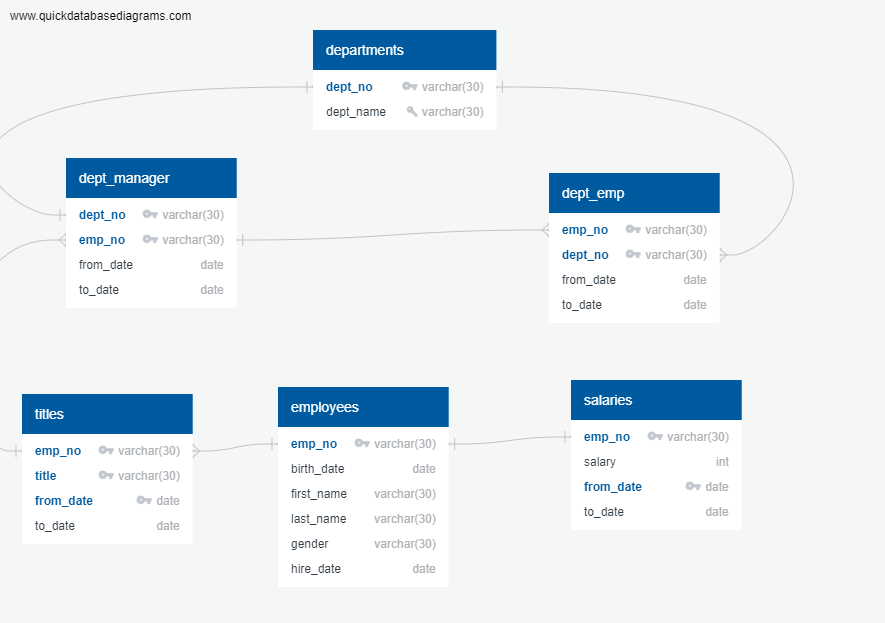 www.quickdatabasediagrams.com
departments
dept_no varchar(30)
dept_name varchar(30)
dept_manager
dept_no varchar(30)
emp_no varchar(30)
from_date date
to_date date
dept_emp
emp_no varchar(30)
dept_no varchar(30)
from_date date
to_date date
titles
emp_no varchar(30)
title varchar(30)
from_date date
to_date date
employees
emp_no varchar(30)
birth_date date
first_name varchar(30)
last_name varchar(30)
gender varchar(30)
hire_date date
salaries
emp_no varchar(30)
salary int
from_date date
to_date date